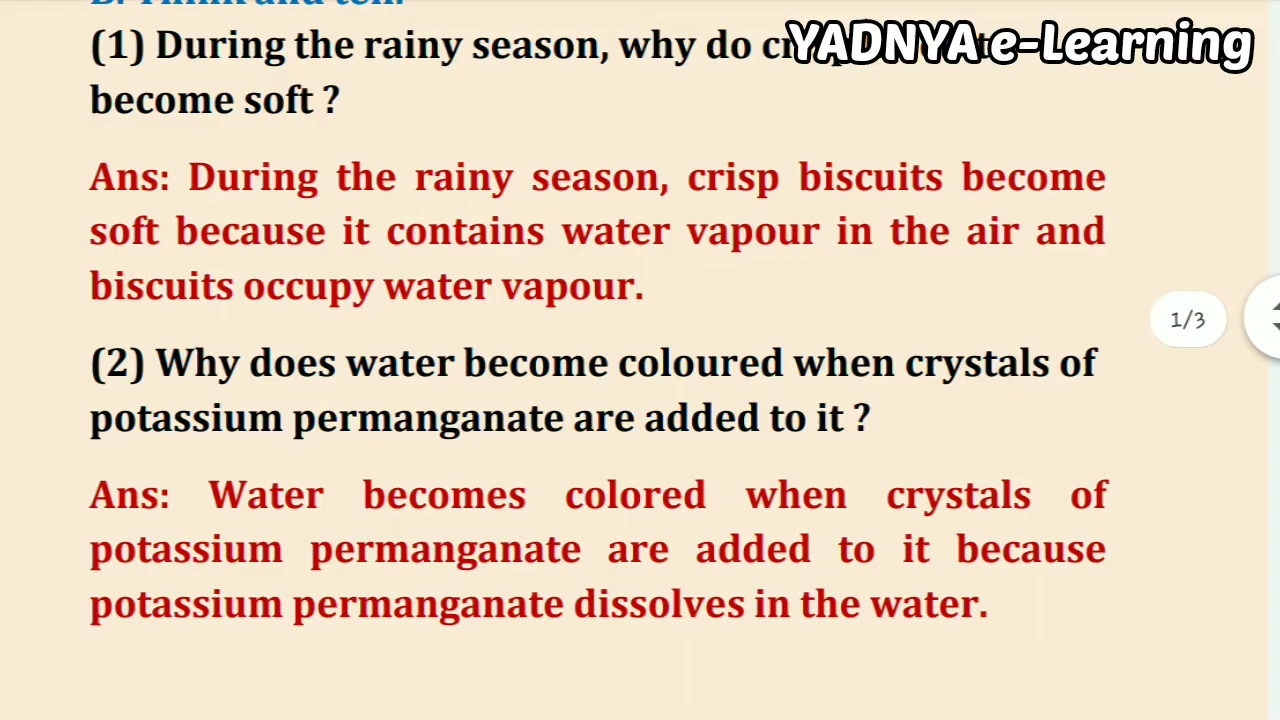 (1) During the rainy season, why do
YADNYA e-Learning
become soft ?
Ans: During the rainy season, crisp biscuits become
soft because it contains water vapour in the air and
biscuits occupy water vapour.
1/3
(2) Why does water become coloured when crystals of
potassium permanganate are added to it ?
Ans: Water becomes colored when crystals of
potassium permanganate are added to it because
potassium permanganate dissolves in the water.